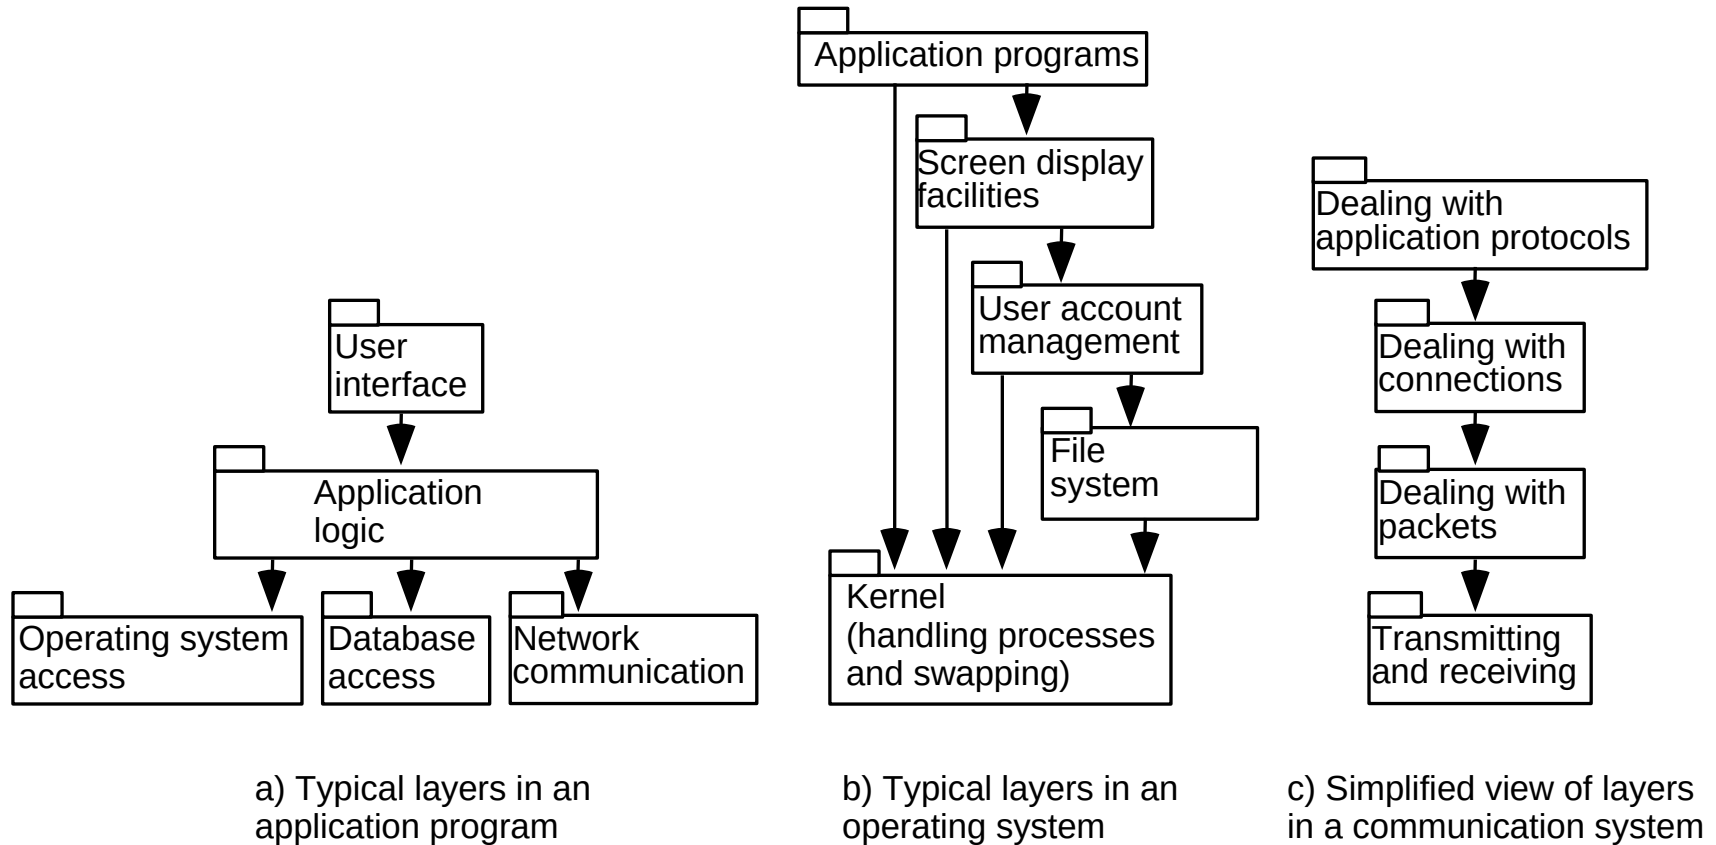 Application programs
Screen display
facilities
User account
management
File
system
Kernel
(handling processes
and swapping)
User
interface
Application
logic
Operating system
access
Database
access
Network
communication
Dealing with
application protocols
Dealing with
connections
Dealing with
packets
Transmitting
and receiving
a) Typical layers in an
application program
b) Typical layers in an
operating system
c) Simplified view of layers
in a communication system